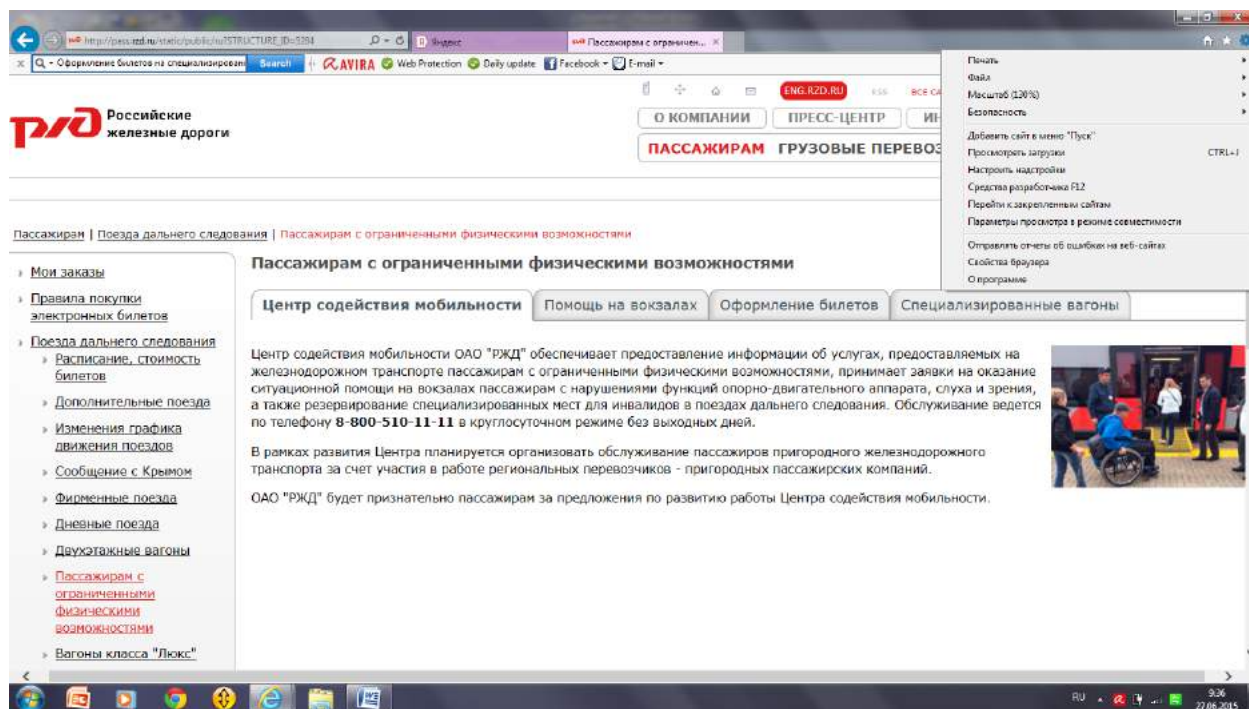 http://pass.rzd.ru/static/public/ru?STRUCTURE_ID=5284
Яндекс
Пассажирам с ограничен...
Оформление билетов на специализирован
Search
AVIRA
Web Protection
Daily update
Facebook
E-mail
Печать
Файл
Масштаб (130%)
Безопасность
Добавить сайт в меню "Пуск"
Просмотреть загрузки CTRL+J
Настроить надстройки
Средства разработчика F12
Перейти к закрепленным сайтам
Параметры просмотра в режиме совместимости
Отправлять отчеты об ошибках на веб-сайтах
Свойства браузера
О программе
Российские
железные дороги
ENG.RZD.RU RSS ВСЕ СА
О КОМПАНИИ ПРЕСС-ЦЕНТР ИН
ПАССАЖИРАМ ГРУЗОВЫЕ ПЕРЕВОЗ
Пассажирам | Поезда дальнего следования | Пассажирам с ограниченными физическими возможностями
Мои заказы
Правила покупки
электронных билетов
Поезда дальнего следования
Расписание, стоимость
билетов
Дополнительные поезда
Изменения графика
движения поездов
Сообщение с Крымом
Фирменные поезда
Дневные поезда
Двухэтажные вагоны
Пассажирам с
ограниченными
физическими
возможностями
Вагоны класса "Люкс"
Пассажирам с ограниченными физическими возможностями
Центр содействия мобильности Помощь на вокзалах Оформление билетов Специализированные вагоны
Центр содействия мобильности ОАО "РЖД" обеспечивает предоставление информации об услугах, предоставляемых на
железнодорожном транспорте пассажирам с ограниченными физическими возможностями, принимает заявки на оказание
ситуационной помощи на вокзалах пассажирам с нарушениями функций опорно-двигательного аппарата, слуха и зрения,
а также резервирование специализированных мест для инвалидов в поездах дальнего следования. Обслуживание ведется
по телефону 8-800-510-11-11 в круглосуточном режиме без выходных дней.
В рамках развития Центра планируется организовать обслуживание пассажиров пригородного железнодорожного
транспорта за счет участия в работе региональных перевозчиков - пригородных пассажирских компаний.
ОАО "РЖД" будет признательно пассажирам за предложения по развитию работы Центра содействия мобильности.
RU
9:36
27.06.2015